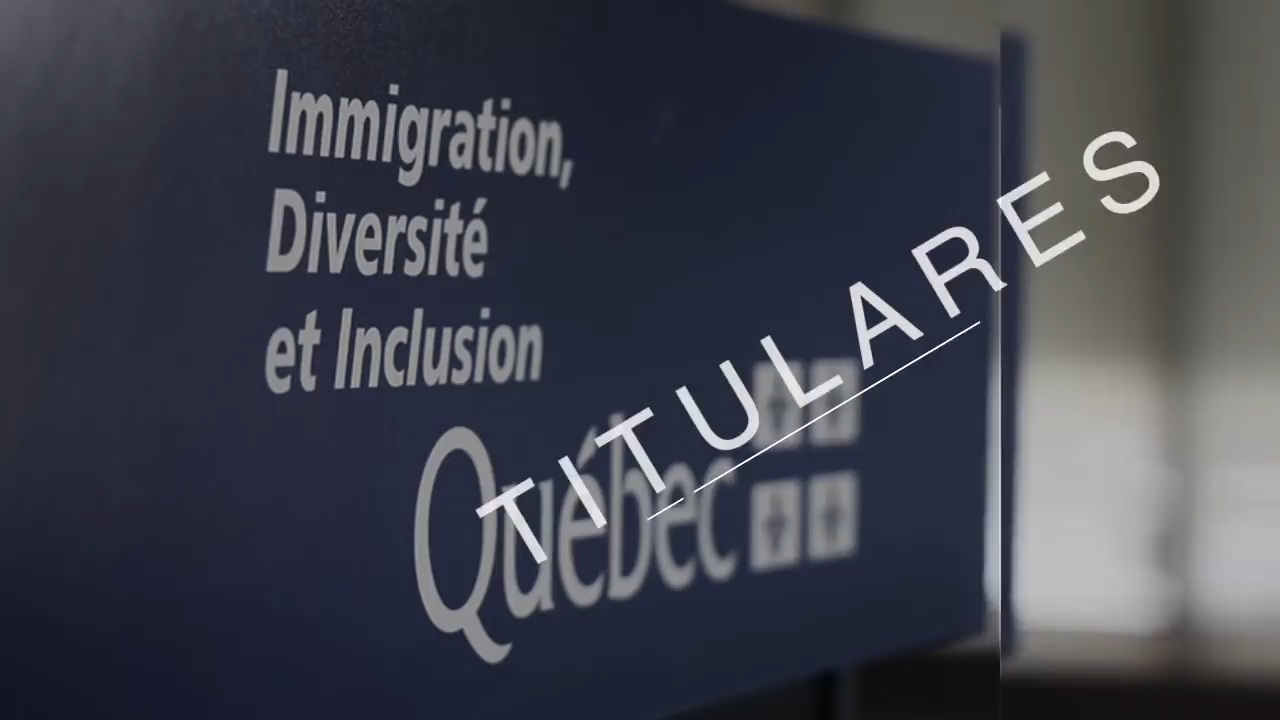 Immigration,
Diversité
et Inclusion
Québec
TITULARES